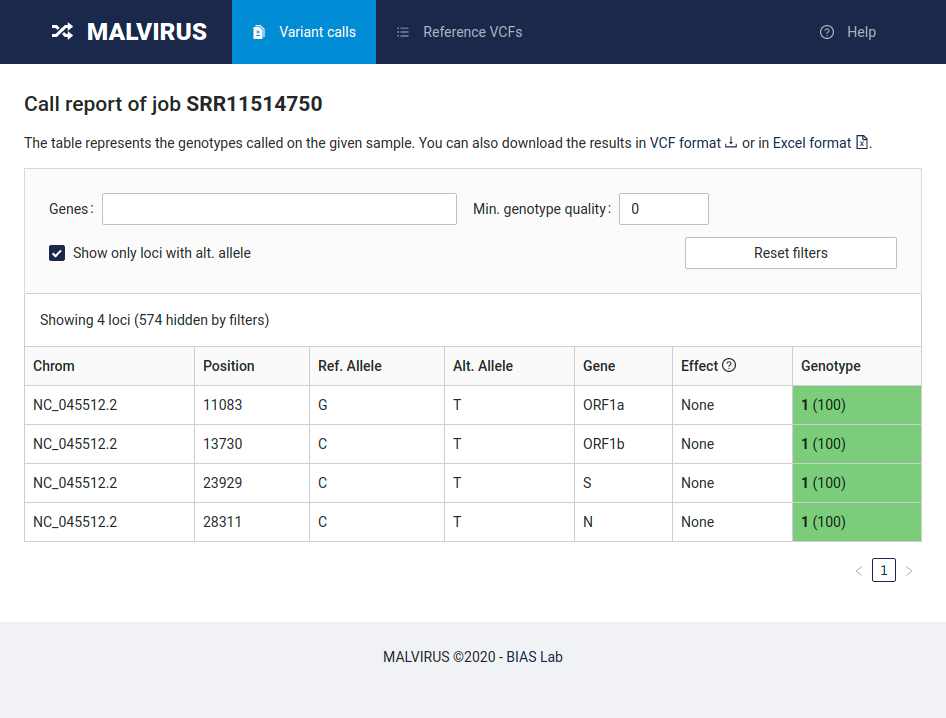 MALVIRUS Variant calls Reference VCFs Help
Call report of job SRR11514750
The table represents the genotypes called on the given sample. You can also download the results in VCF format or in Excel format .
Genes: Min. genotype quality: 0
Show only loci with alt. allele Reset filters
Showing 4 loci (574 hidden by filters)
Chrom Position Ref. Allele Alt. Allele Gene Effect Genotype
NC_045512.2 11083 G T ORF1a None 1 (100)
NC_045512.2 13730 C T ORF1b None 1 (100)
NC_045512.2 23929 C T S None 1 (100)
NC_045512.2 28311 C T N None 1 (100)
< 1 >
MALVIRUS ©2020 - BIAS Lab